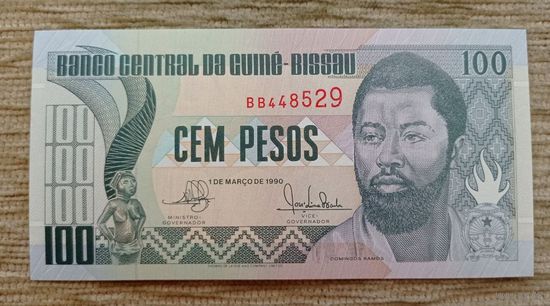 Banco Central da Guiné-Bissau 100
BB448529
100
100
100
CEM PESOS
1 DE MARÇO DE 1990
MINISTRO-GOVERNADOR
VICE-GOVERNADOR
100
DOMINGOS RAMOS